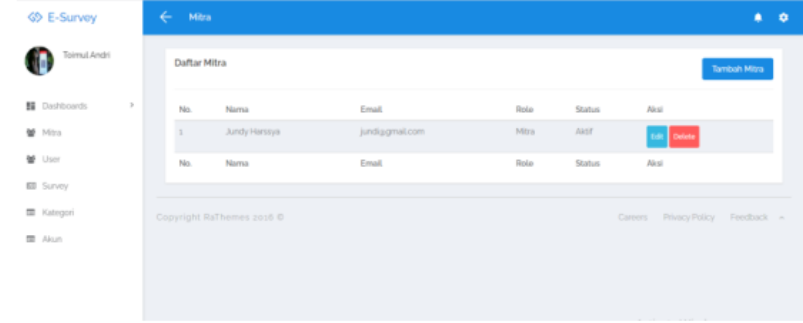 E-Survey
Mitra
Toimul Andri
Daftar Mitra
Tambah Mitra
Dashboards
Mitra
User
Survey
Kategori
Akun
No. Nama Email Role Status Aksi
1 Jundy Harssya jundi@gmail.com Mitra Aktif Edit Delete
No. Nama Email Role Status Aksi
Copyright RaThemes 2016 © Careers Privacy Policy Feedback